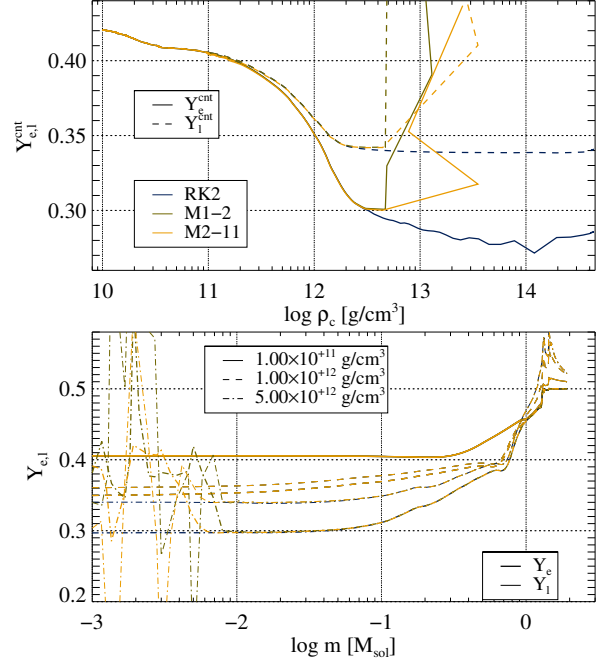 0.40
0.35
0.30
Y_{e,l}^{cnt}
Y_e^{cnt}
Y_l^{cnt}
RK2
M1−2
M2−11
10 11 12 13 14
log ρ_c [g/cm^3]
0.5
0.4
0.3
0.2
Y_{e,l}
1.00×10^{+11} g/cm^3
1.00×10^{+12} g/cm^3
5.00×10^{+12} g/cm^3
Y_e
Y_l
−3 −2 −1 0
log m [M_{sol}]